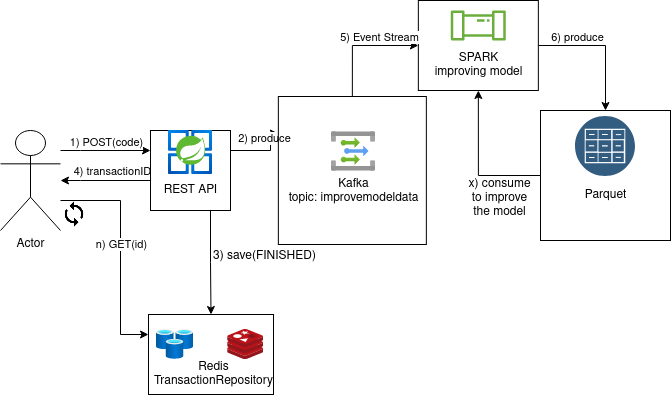 5) Event Stream
6) produce
SPARK
improving model
1) POST(code)
2) produce
4) transactionID
REST API
Kafka
topic: improvemodeldata
x) consume
to improve
the model
Parquet
Actor
n) GET(id)
3) save(FINISHED)
Redis
TransactionRepository